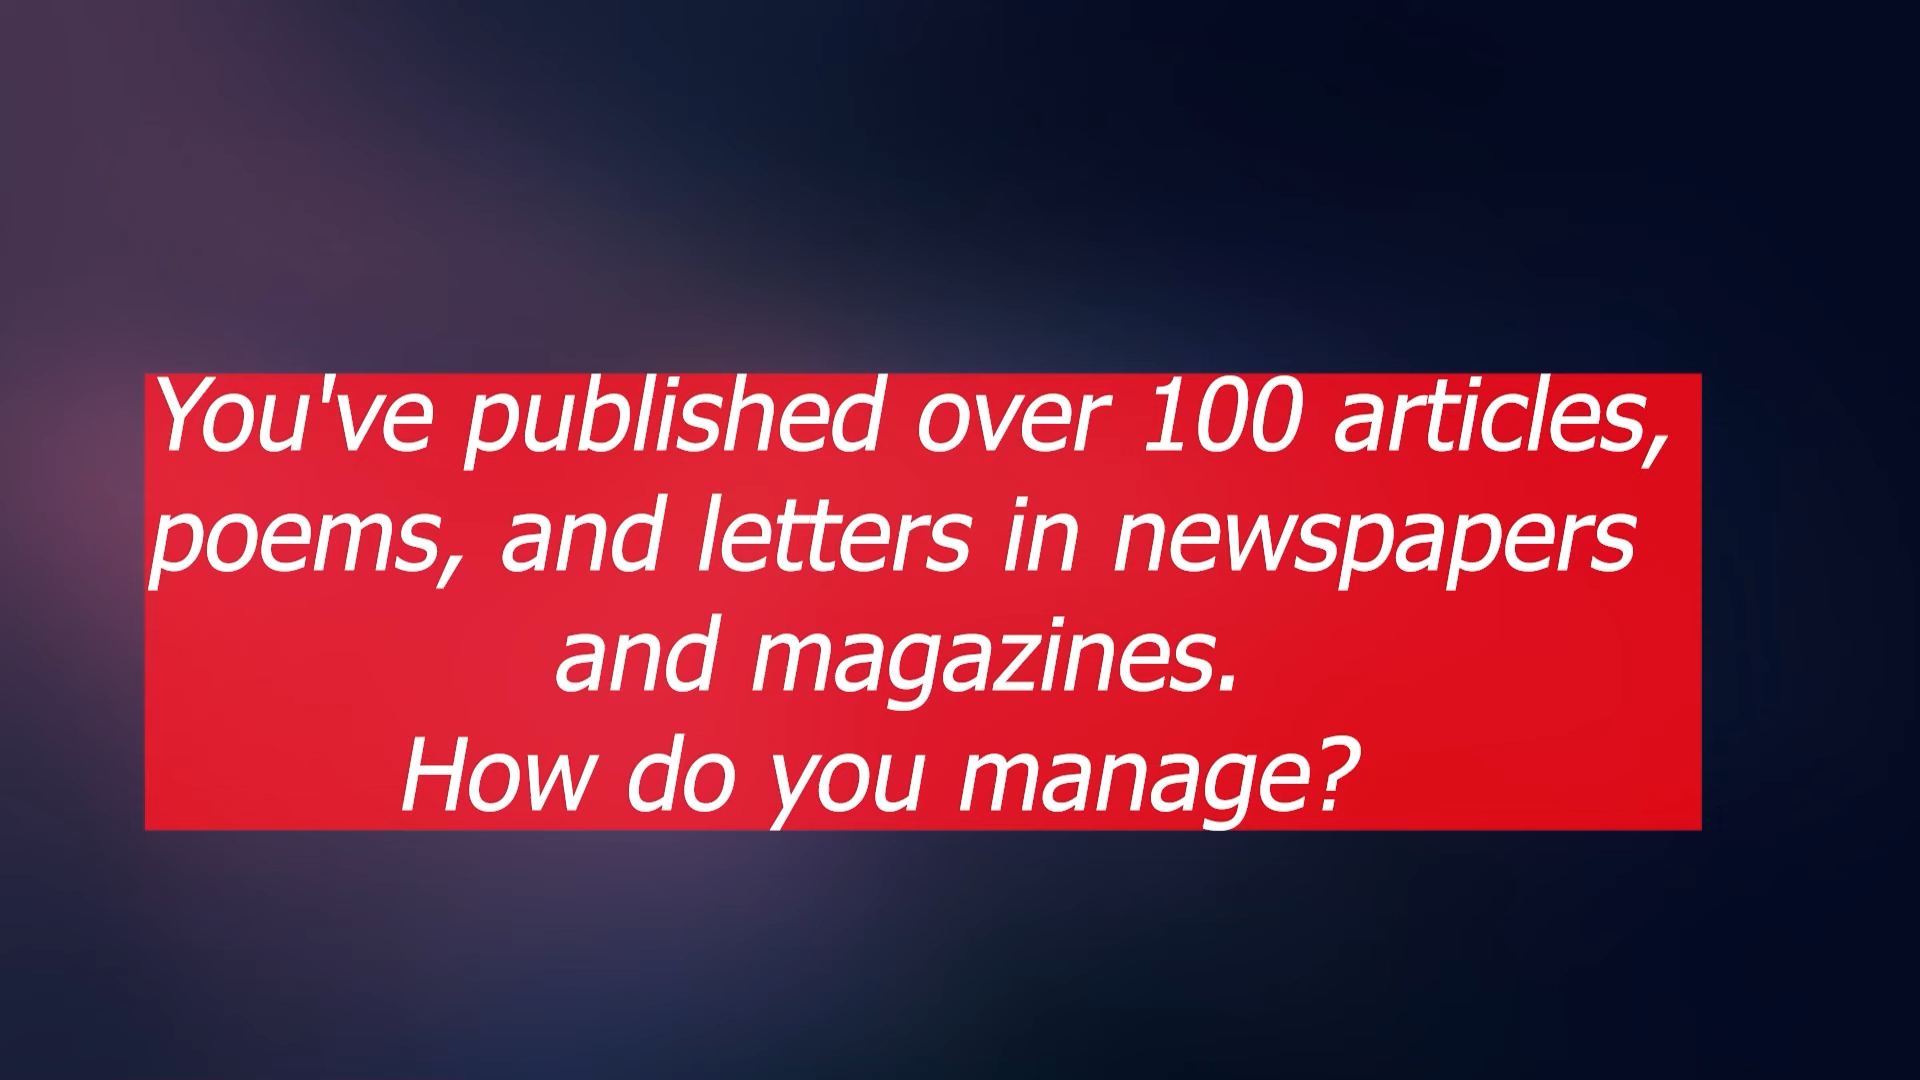 You've published over 100 articles,
poems, and letters in newspapers
and magazines.
How do you manage?